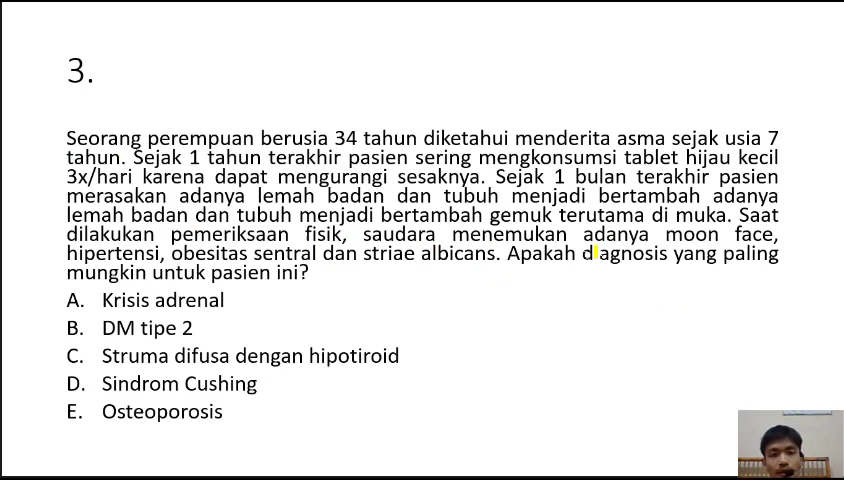 3.
Seorang perempuan berusia 34 tahun diketahui menderita asma sejak usia 7
tahun. Sejak 1 tahun terakhir pasien sering mengkonsumsi tablet hijau kecil
3x/hari karena dapat mengurangi sesaknya. Sejak 1 bulan terakhir pasien
merasakan adanya lemah badan dan tubuh menjadi bertambah adanya
lemah badan dan tubuh menjadi bertambah gemuk terutama di muka. Saat
dilakukan pemeriksaan fisik, saudara menemukan adanya moon face,
hipertensi, obesitas sentral dan striae albicans. Apakah diagnosis yang paling
mungkin untuk pasien ini?
A. Krisis adrenal
B. DM tipe 2
C. Struma difusa dengan hipotiroid
D. Sindrom Cushing
E. Osteoporosis